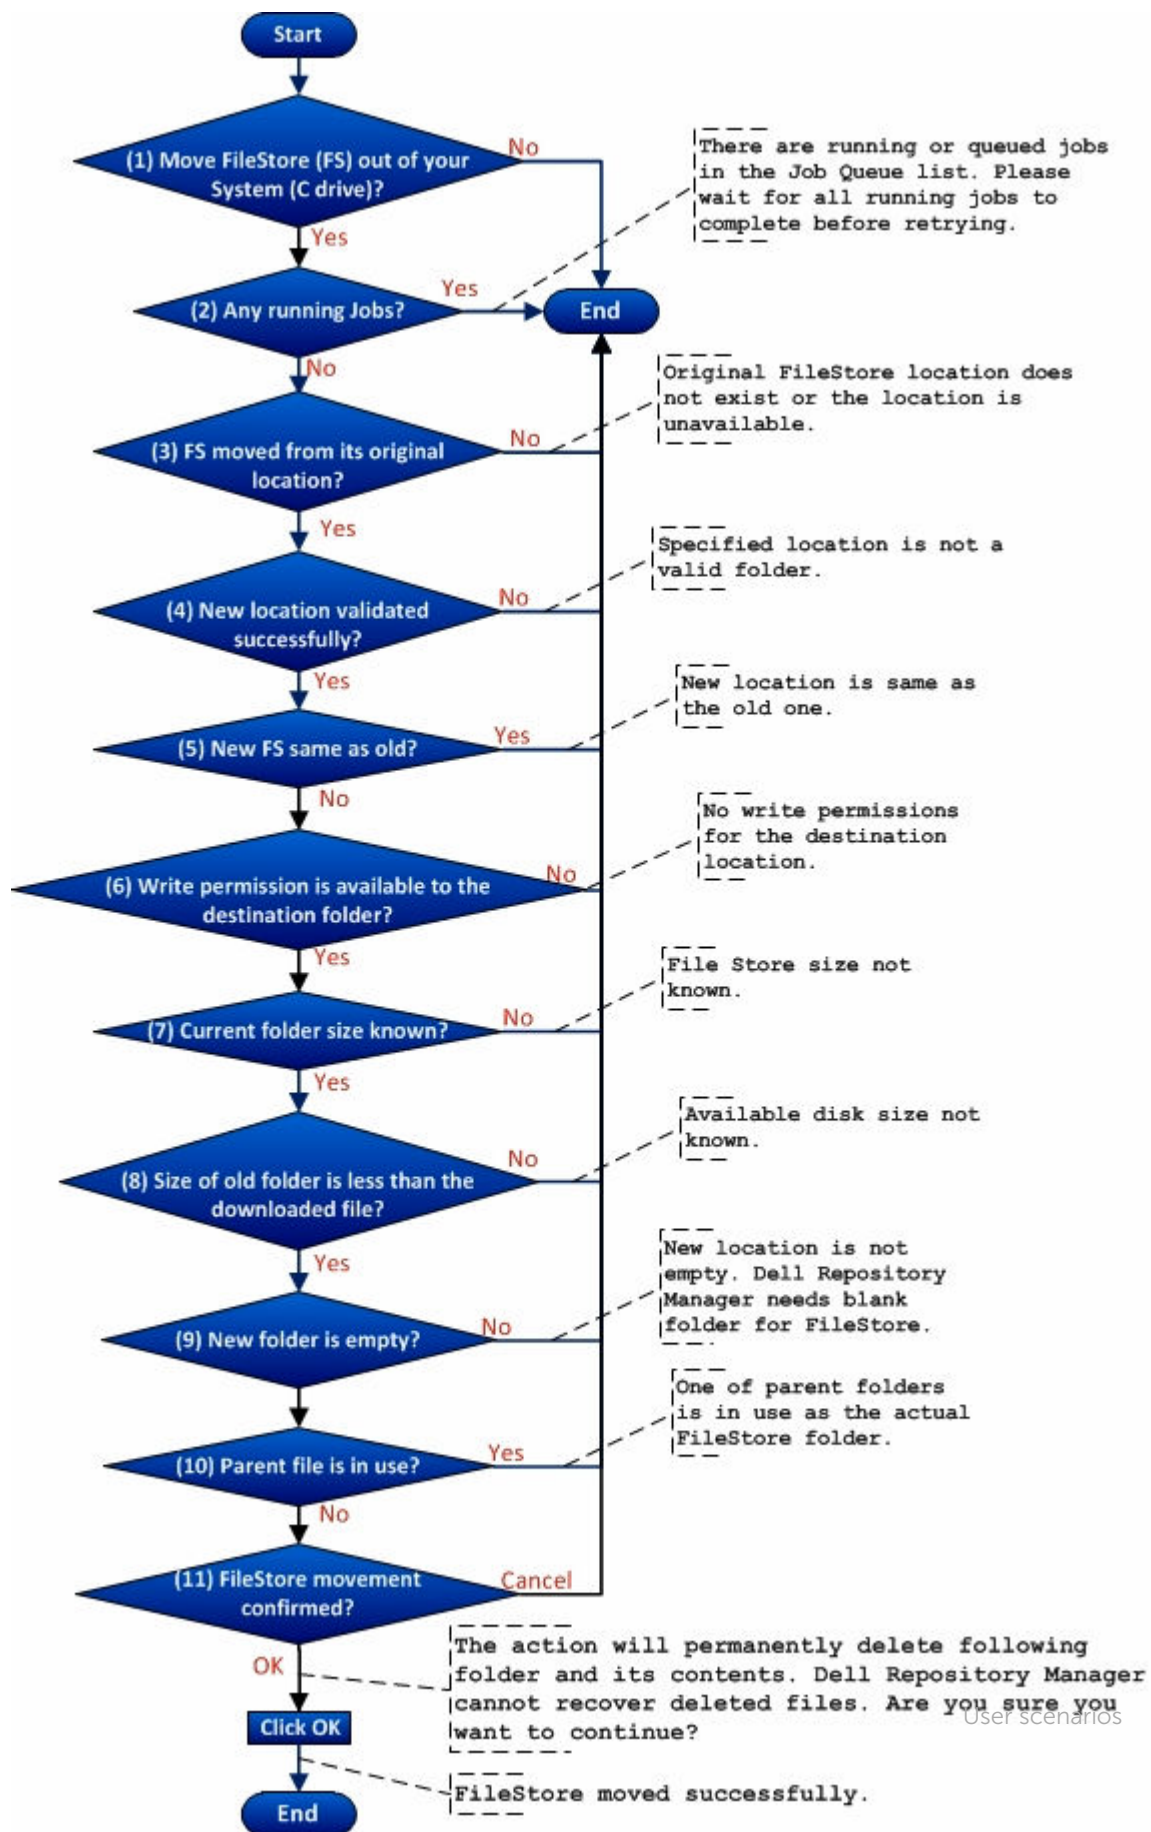 Start
(1) Move FileStore (FS) out of your
System (C drive)?
No
Yes
There are running or queued jobs
in the Job Queue list. Please
wait for all running jobs to
complete before retrying.
(2) Any running Jobs?
Yes
No
End
(3) FS moved from its original
location?
No
Yes
Original FileStore location does
not exist or the location is
unavailable.
(4) New location validated
successfully?
No
Yes
Specified location is not a
valid folder.
(5) New FS same as old?
Yes
No
New location is same as
the old one.
(6) Write permission is available to the
destination folder?
No
Yes
No write permissions
for the destination
location.
(7) Current folder size known?
No
Yes
File Store size not
known.
(8) Size of old folder is less than the
downloaded file?
No
Yes
Available disk size not
known.
(9) New folder is empty?
No
New location is not
empty. Dell Repository
Manager needs blank
folder for FileStore.
(10) Parent file is in use?
Yes
No
One of parent folders
is in use as the actual
FileStore folder.
(11) FileStore movement
confirmed?
Cancel
OK
The action will permanently delete following
folder and its contents. Dell Repository Manager
cannot recover deleted files. Are you sure you
want to continue?
User scenarios
Click OK
FileStore moved successfully.
End